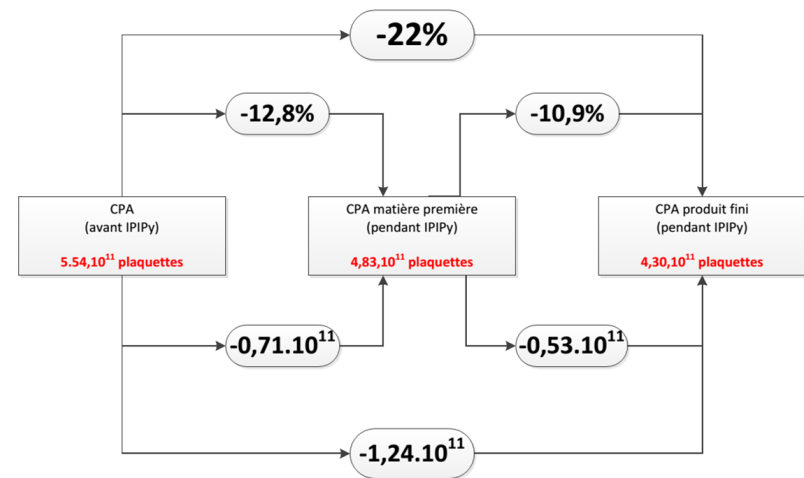 -22%
-12,8%
-10,9%
CPA
(avant IPIPy)
5.54,10¹¹ plaquettes
CPA matière première
(pendant IPIPy)
4,83,10¹¹ plaquettes
CPA produit fini
(pendant IPIPy)
4,30,10¹¹ plaquettes
-0,71.10¹¹
-0,53.10¹¹
-1,24.10¹¹